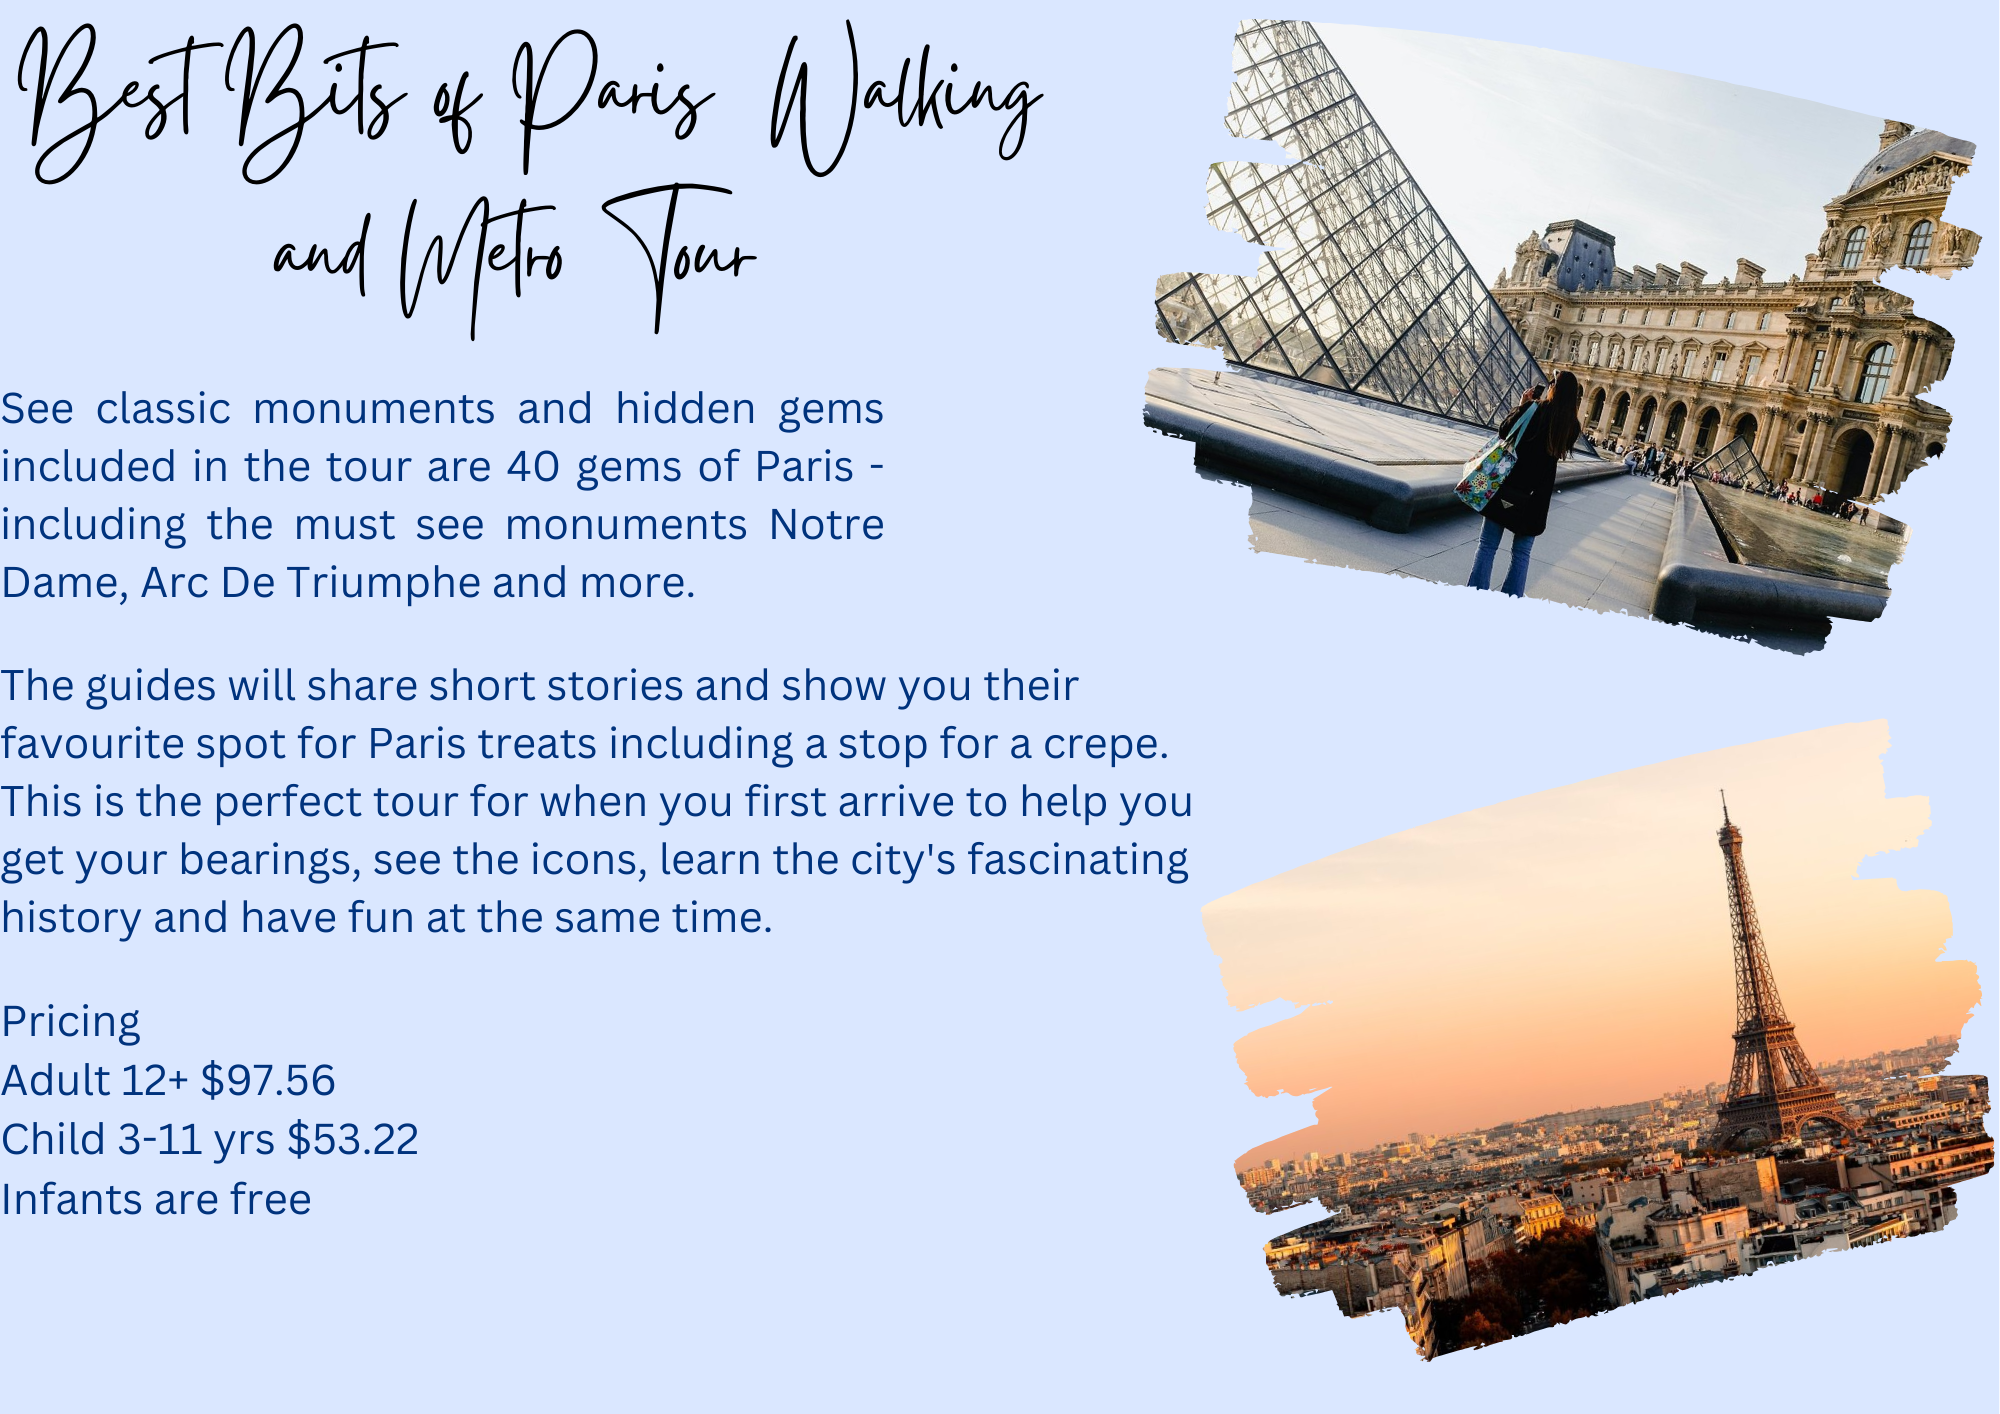 Best Bits of Paris Walking
and Metro Tour
See classic monuments and hidden gems
included in the tour are 40 gems of Paris -
including the must see monuments Notre
Dame, Arc De Triumphe and more.
The guides will share short stories and show you their
favourite spot for Paris treats including a stop for a crepe.
This is the perfect tour for when you first arrive to help you
get your bearings, see the icons, learn the city's fascinating
history and have fun at the same time.
Pricing
Adult 12+ $97.56
Child 3-11 yrs $53.22
Infants are free